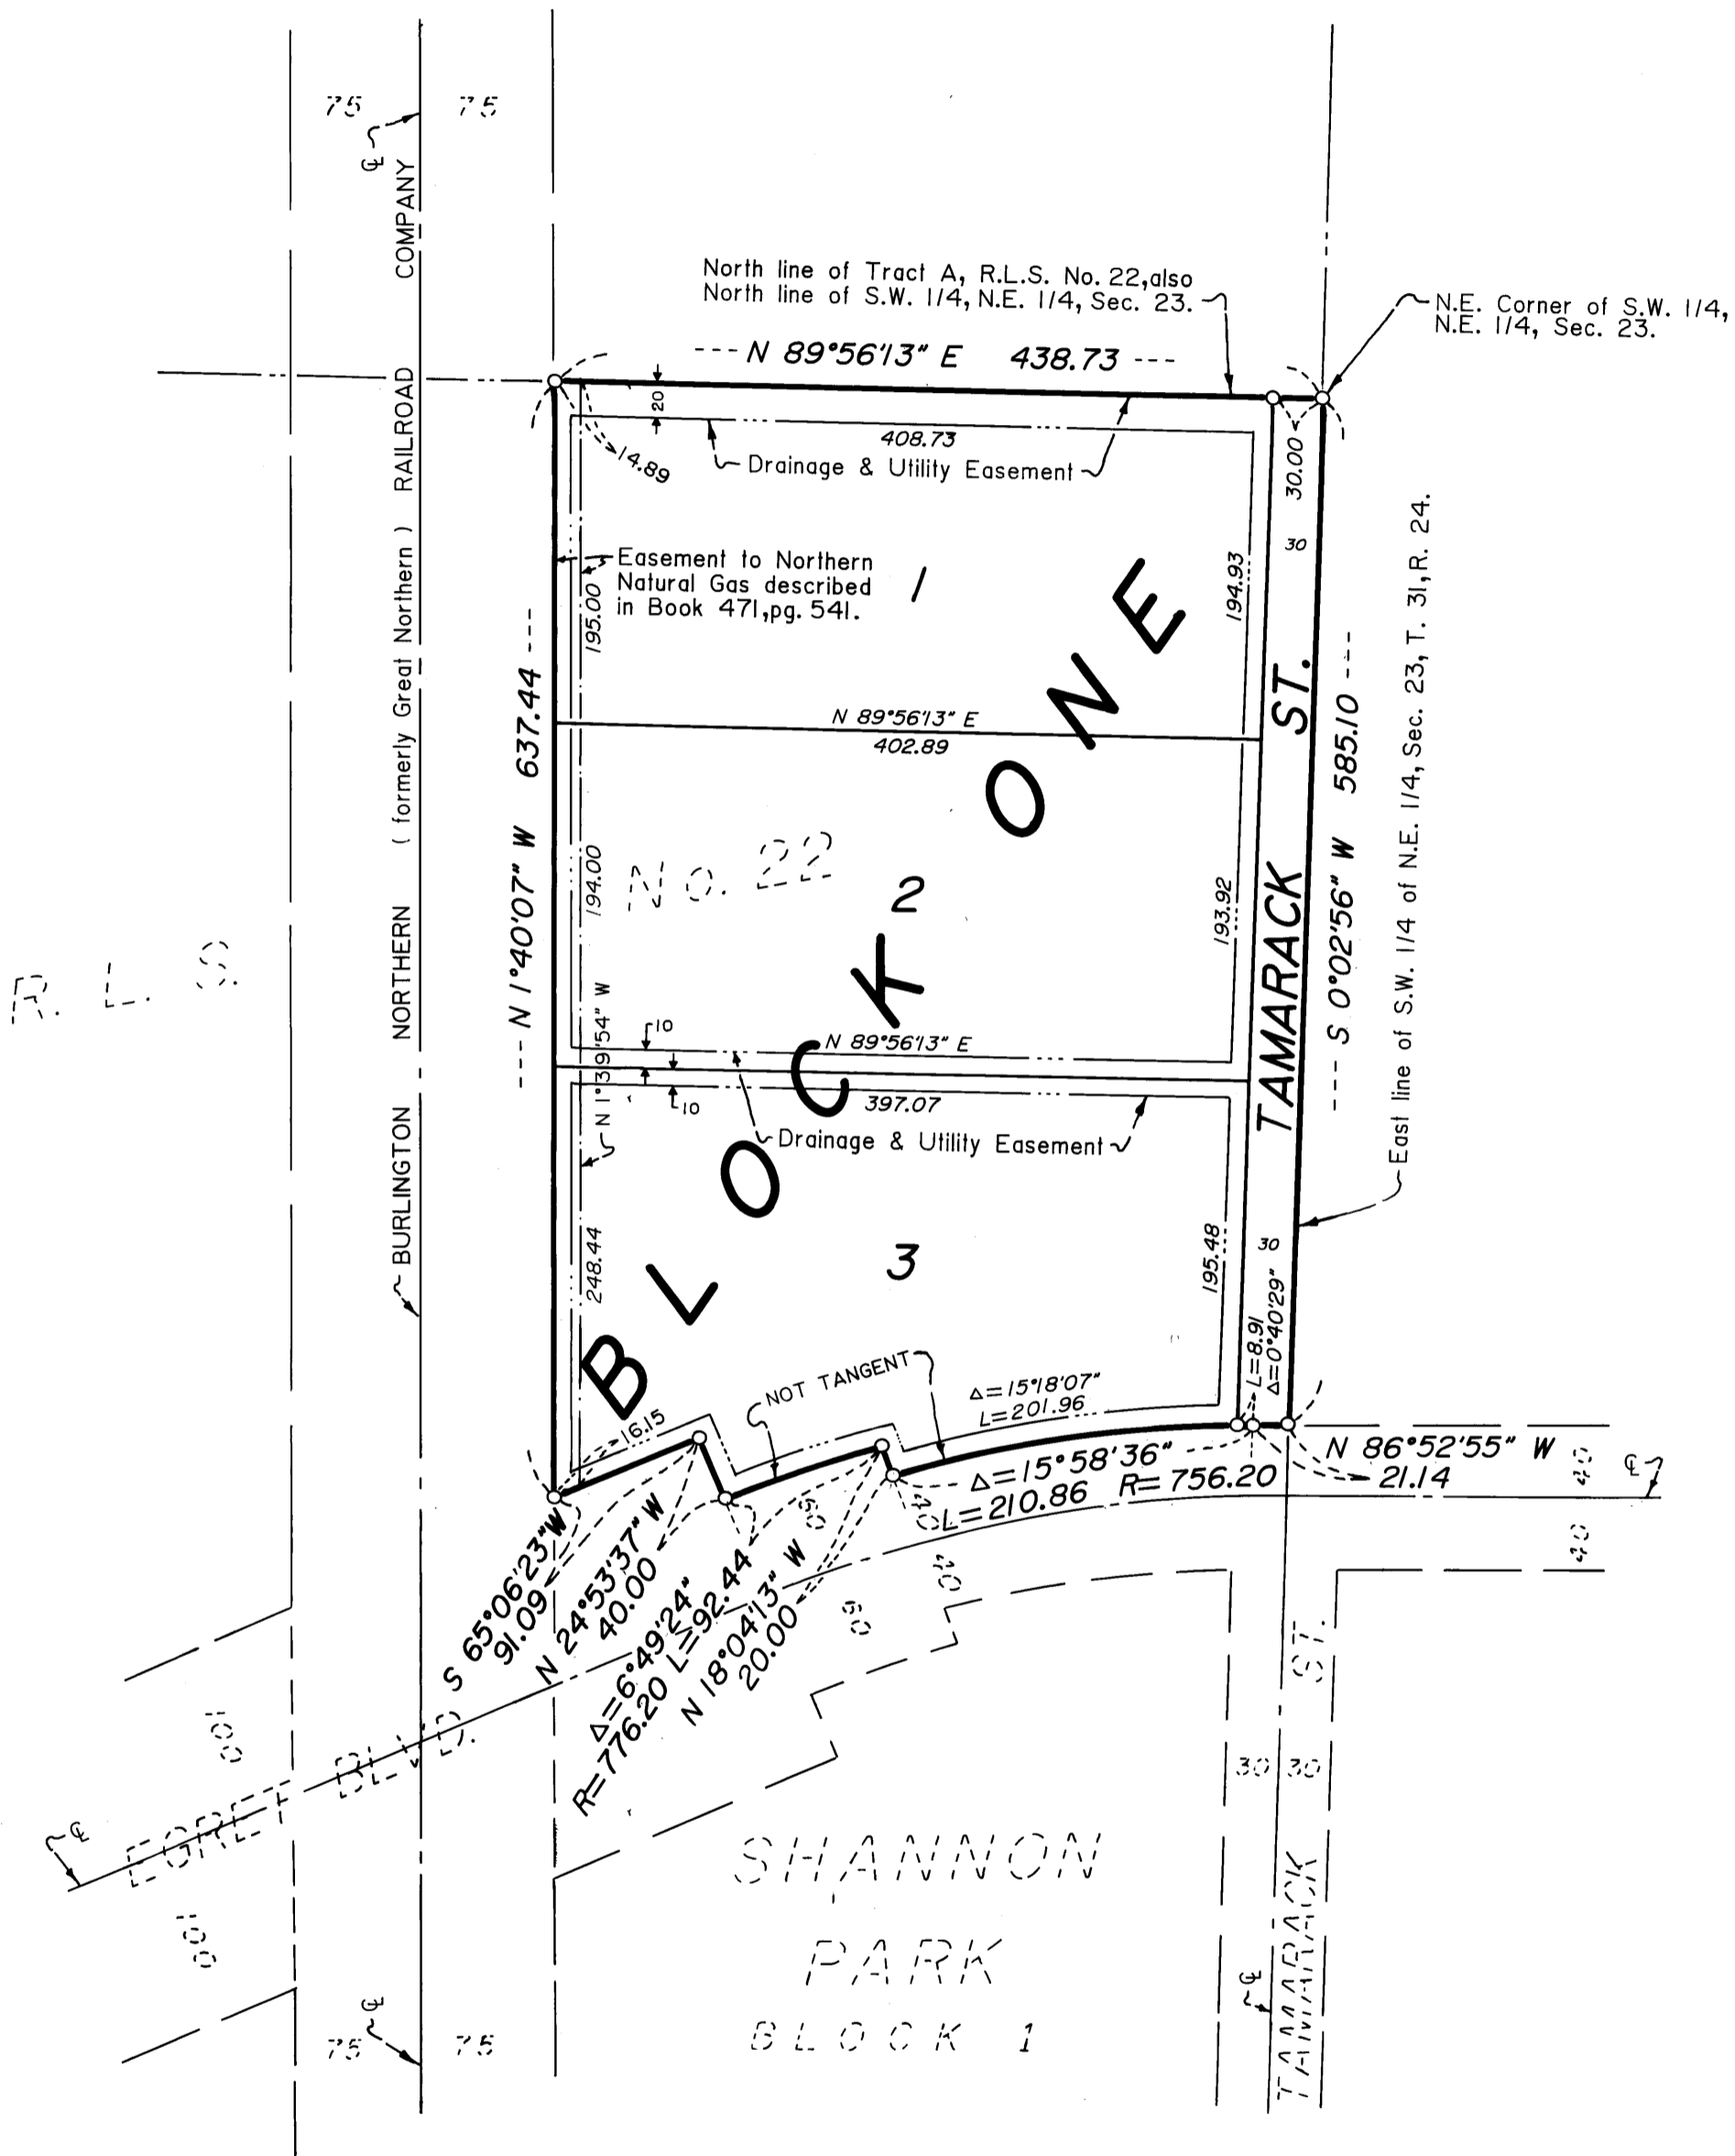 75
75
℄
BURLINGTON NORTHERN ( formerly Great Northern ) RAILROAD COMPANY
North line of Tract A, R.L.S. No. 22,also
North line of S.W. 1/4, N.E. 1/4, Sec. 23.
N.E. Corner of S.W. 1/4,
N.E. 1/4, Sec. 23.
--- N 89°56'13" E 438.73 ---
20
408.73
14.89
Drainage & Utility Easement
30.00
30
Easement to Northern
Natural Gas described
in Book 471,pg. 541.
1
195.00
194.93
--- N 1°40'07" W 637.44 ---
N 89°56'13" E
402.89
BLOCK ONE
TAMARACK ST.
--- S 0°02'56" W 585.10 ---
East line of S.W. 1/4 of N.E. 1/4, Sec. 23, T. 31, R. 24.
R. L. S.
No. 22
194.00
2
193.92
N 1°39'54" W
10
N 89°56'13" E
10
397.07
Drainage & Utility Easement
248.44
3
195.48
30
L=8.91
Δ=0°40'29"
NOT TANGENT
Δ=15°18'07"
L=201.96
16.15
Δ=15°58'36"
L=210.86 R=756.20
N 86°52'55" W
21.14
℄
40
40
S 65°06'23"W
91.09
N 24°53'37" W
40.00
Δ=6°49'24"
R=776.20 L=92.44
N 18°04'13" W
20.00
60
40
40
60
100
EGRET BLVD.
℄
100
30
30
TAMARACK ST.
℄
SHANNON
PARK
BLOCK 1
75
℄
75